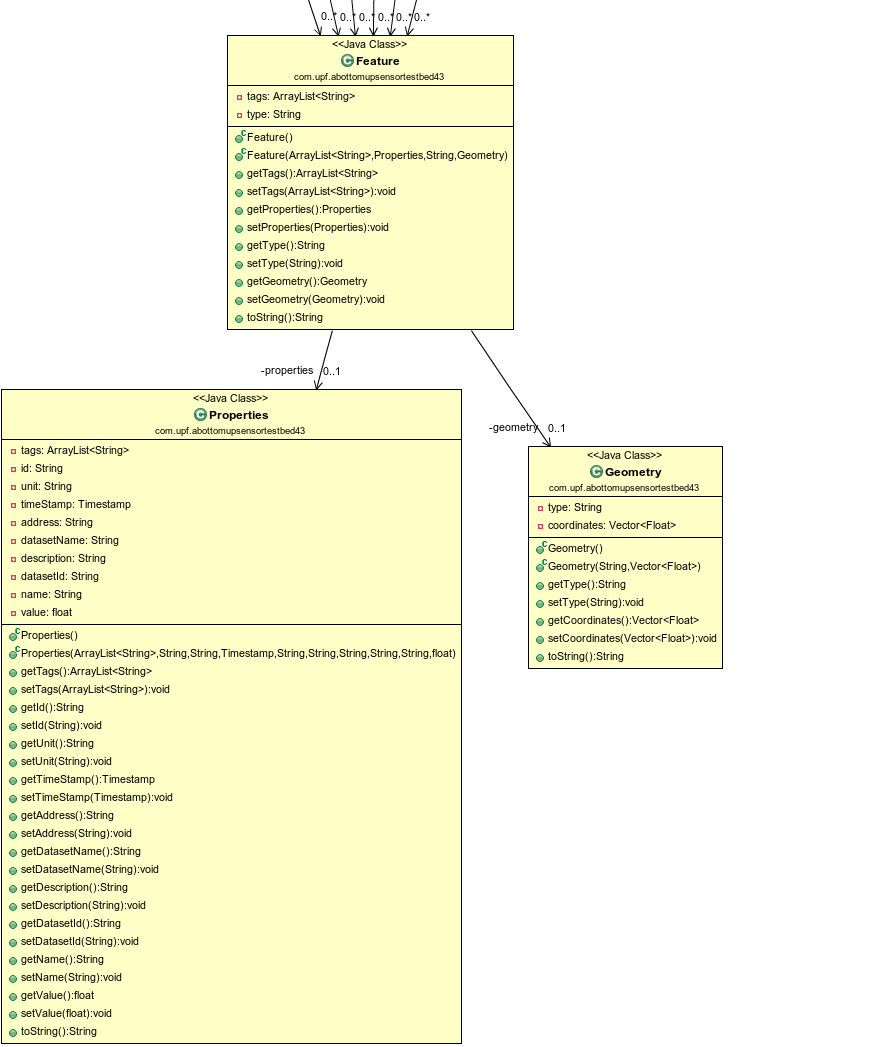 0..* 0..* 0..* 0..* 0..* 0..*
<<Java Class>>
Feature
com.upf.abottomupsensortestbed43
tags: ArrayList<String>
type: String
Feature()
Feature(ArrayList<String>,Properties,String,Geometry)
getTags():ArrayList<String>
setTags(ArrayList<String>):void
getProperties():Properties
setProperties(Properties):void
getType():String
setType(String):void
getGeometry():Geometry
setGeometry(Geometry):void
toString():String
-properties 0..1
-geometry 0..1
<<Java Class>>
Properties
com.upf.abottomupsensortestbed43
tags: ArrayList<String>
id: String
unit: String
timeStamp: Timestamp
address: String
datasetName: String
description: String
datasetId: String
name: String
value: float
Properties()
Properties(ArrayList<String>,String,String,Timestamp,String,String,String,String,String,float)
getTags():ArrayList<String>
setTags(ArrayList<String>):void
getId():String
setId(String):void
getUnit():String
setUnit(String):void
getTimeStamp():Timestamp
setTimeStamp(Timestamp):void
getAddress():String
setAddress(String):void
getDatasetName():String
setDatasetName(String):void
getDescription():String
setDescription(String):void
getDatasetId():String
setDatasetId(String):void
getName():String
setName(String):void
getValue():float
setValue(float):void
toString():String
<<Java Class>>
Geometry
com.upf.abottomupsensortestbed43
type: String
coordinates: Vector<Float>
Geometry()
Geometry(String,Vector<Float>)
getType():String
setType(String):void
getCoordinates():Vector<Float>
setCoordinates(Vector<Float>):void
toString():String